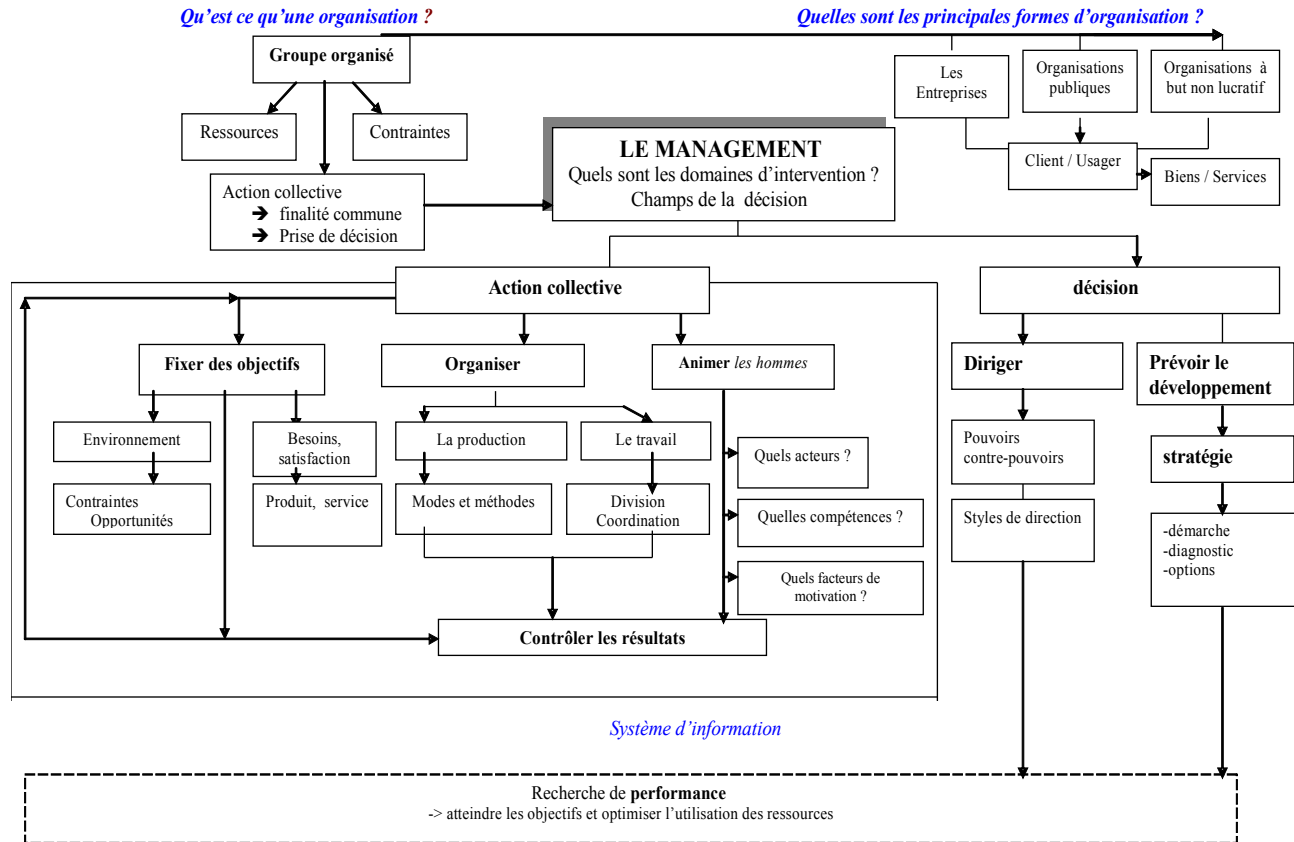 Qu’est ce qu’une organisation ?
Quelles sont les principales formes d’organisation ?
Groupe organisé
Ressources
Contraintes
Action collective
➔ finalité commune
➔ Prise de décision
Les
Entreprises
Organisations
publiques
Organisations à
but non lucratif
Client / Usager
Biens / Services
LE MANAGEMENT
Quels sont les domaines d’intervention ?
Champs de la décision
Action collective
décision
Fixer des objectifs
Organiser
Animer les hommes
Diriger
Prévoir le
développement
Environnement
Besoins,
satisfaction
La production
Le travail
Quels acteurs ?
Pouvoirs
contre-pouvoirs
stratégie
Contraintes
Opportunités
Produit, service
Modes et méthodes
Division
Coordination
Quelles compétences ?
Styles de direction
-démarche
-diagnostic
-options
Quels facteurs de
motivation ?
Contrôler les résultats
Système d’information
Recherche de performance
-> atteindre les objectifs et optimiser l’utilisation des ressources